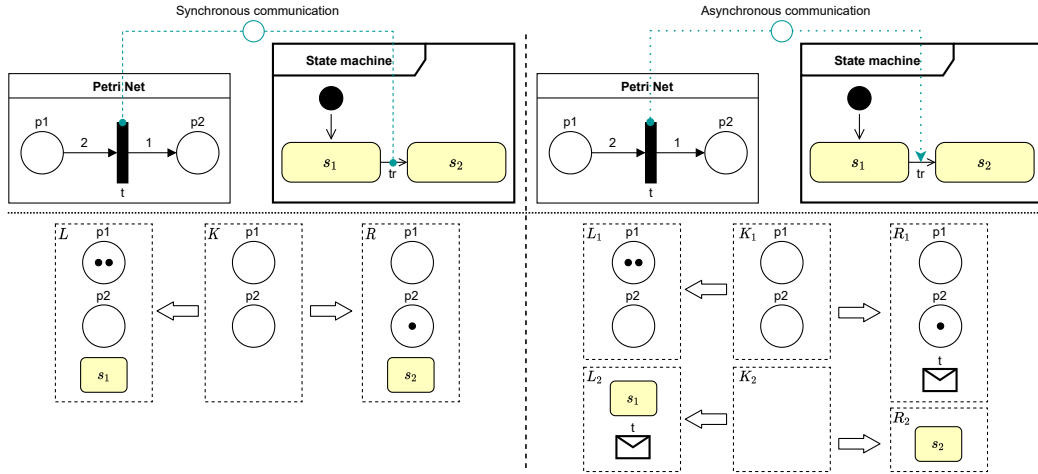 Synchronous communication
Asynchronous communication
State machine
State machine
Petri Net
Petri Net
p1
p2
p1
p2
2
1
2
1
s1
s2
s1
s2
t
tr
t
tr
L
p1
K
p1
R
p1
L1
p1
K1
p1
R1
p1
p2
p2
p2
p2
p2
p2
s1
s2
t
L2
K2
s1
R2
t
s2